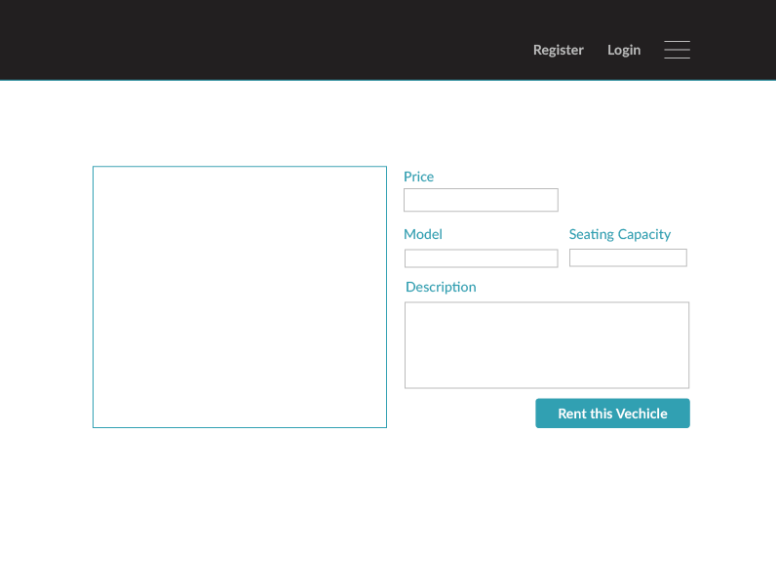 Register Login
Price
Model Seating Capacity
Description
Rent this Vechicle